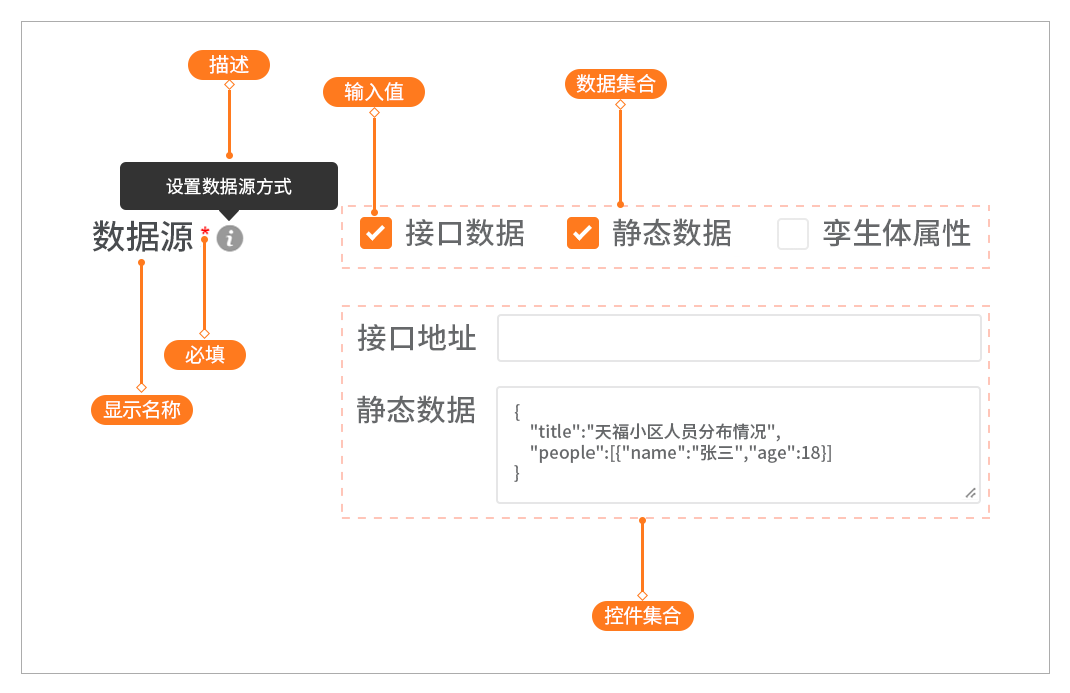 描述
输入值
数据集合
设置数据源方式
数据源 * i
接口数据
静态数据
孪生体属性
必填
显示名称
接口地址
静态数据
{
"title":"天福小区人员分布情况",
"people":[{"name":"张三","age":18}]
}
控件集合